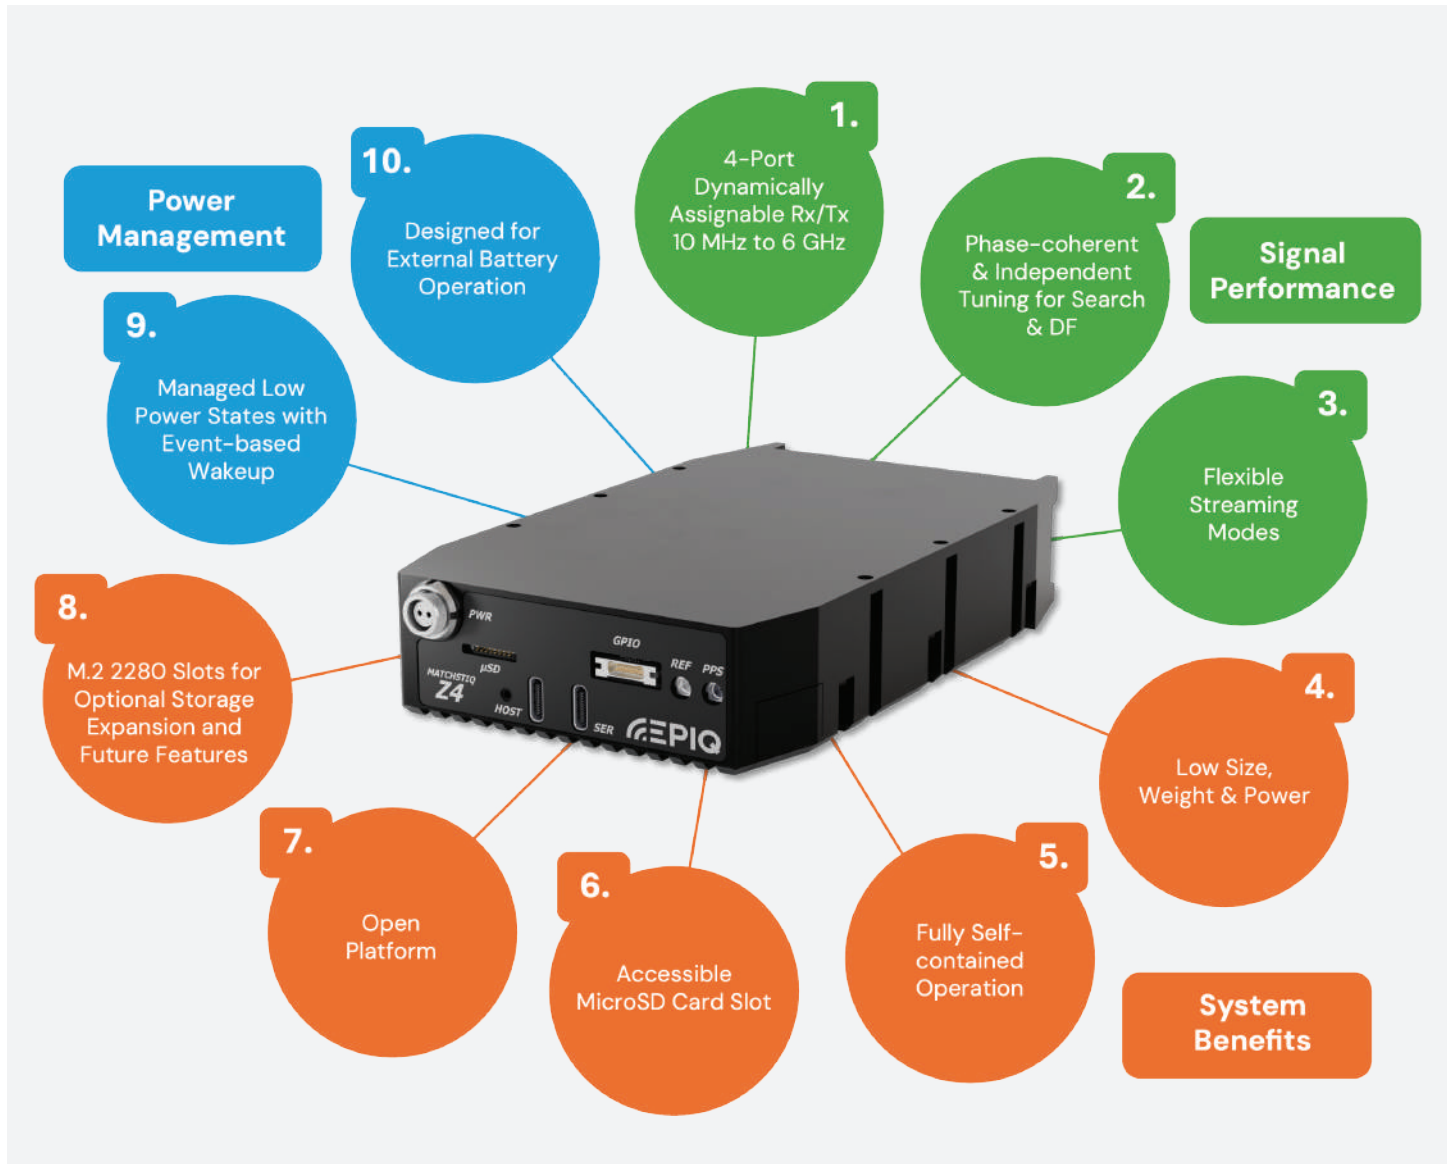 1.
4-Port
Dynamically
Assignable Rx/Tx
10 MHz to 6 GHz
2.
Phase-coherent
& Independent
Tuning for Search
& DF
Signal
Performance
3.
Flexible
Streaming
Modes
4.
Low Size,
Weight & Power
5.
Fully Self-
contained
Operation
System
Benefits
6.
Accessible
MicroSD Card Slot
7.
Open
Platform
8.
M.2 2280 Slots for
Optional Storage
Expansion and
Future Features
9.
Managed Low
Power States with
Event-based
Wakeup
10.
Designed for
External Battery
Operation
Power
Management
PWR
µSD
MATCHSTIQ
Z4
HOST
SER
GPIO
REF
PPS
EPIQ